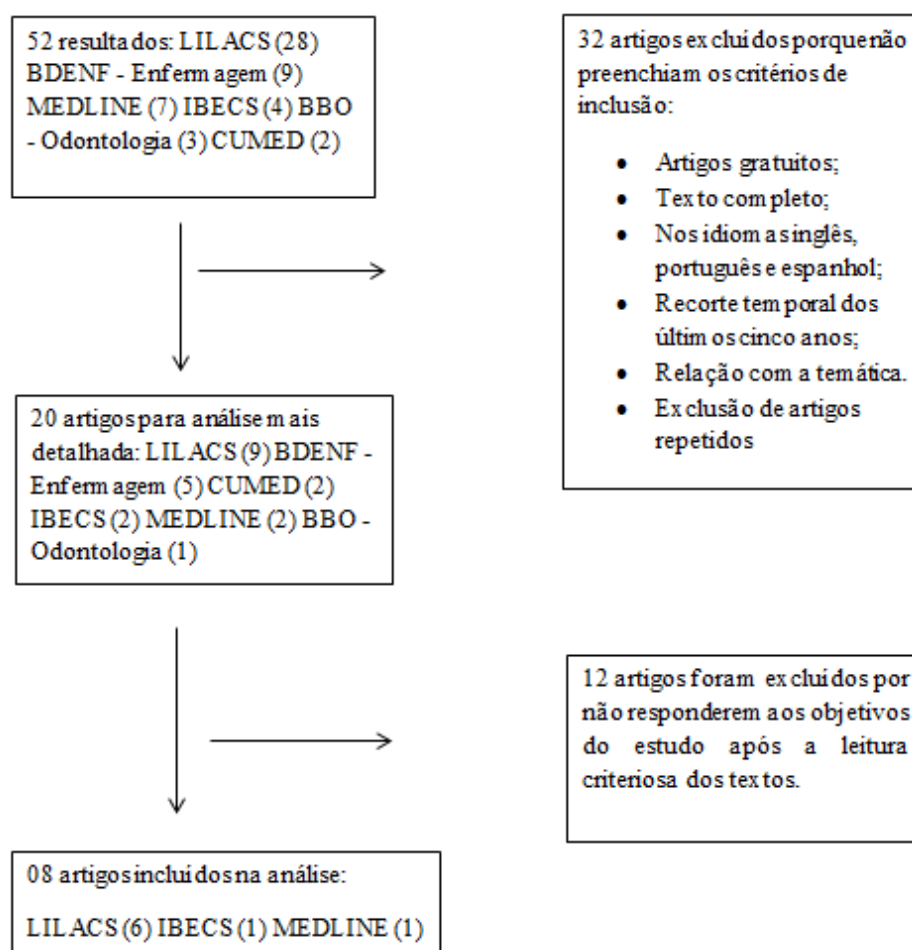 52 resultados: LILACS (28)
BDENF - Enfermagem (9)
MEDLINE (7) IBECS (4) BBO
- Odontologia (3) CUMED (2)
32 artigos excluidos porque não
preenchiam os critérios de
inclusão:
• Artigos gratuitos;
• Texto completo;
• Nos idiomas inglês,
português e espanhol;
• Recorte temporal dos
últimos cinco anos;
• Relação com a temática.
• Exclusão de artigos
repetidos
20 artigos para análise mais
detalhada: LILACS (9) BDENF -
Enfermagem (5) CUMED (2)
IBECS (2) MEDLINE (2) BBO -
Odontologia (1)
12 artigos foram excluidos por
não responderem aos objetivos
do estudo após a leitura
criteriosa dos textos.
08 artigos incluidos na análise:
LILACS (6) IBECS (1) MEDLINE (1)